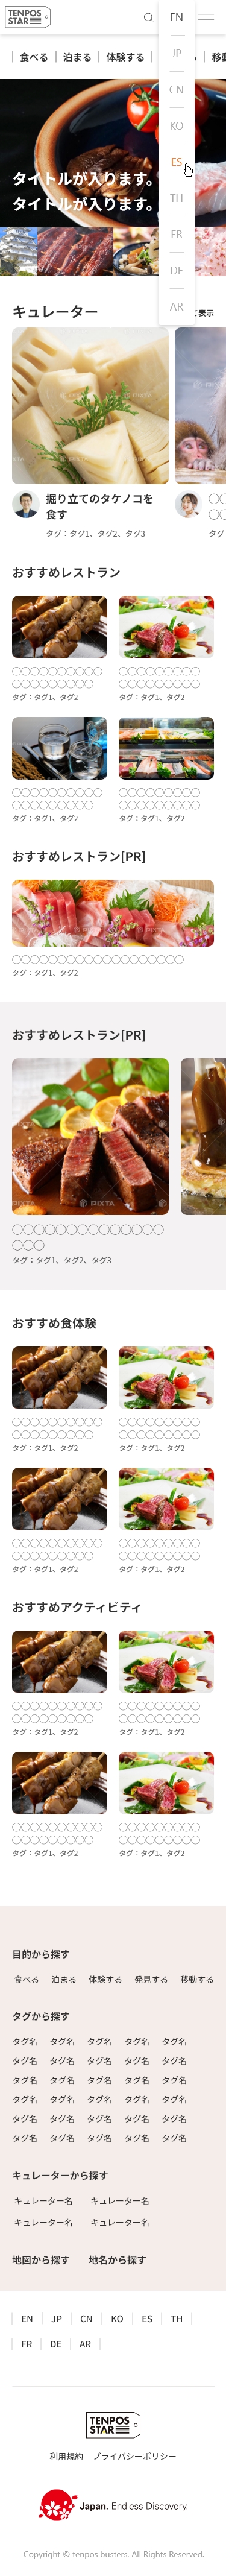 TENPOS
STAR
EN
JP
CN
KO
ES
TH
FR
DE
AR
食べる
泊まる
体験する
移動
タイトルが入ります。
タイトルが入ります。
キュレーター
て表示
掘り立てのタケノコを
食す
タグ：タグ1、タグ2、タグ3
◯◯
◯◯
タグ
おすすめレストラン
◯◯◯◯◯◯◯◯◯◯
◯◯◯◯◯◯◯◯◯
タグ：タグ1、タグ2
◯◯◯◯◯◯◯◯◯
◯◯◯◯◯◯◯◯◯
タグ：タグ1、タグ2
◯◯◯◯◯◯◯◯◯◯
◯◯◯◯◯◯◯◯◯
タグ：タグ1、タグ2
◯◯◯◯◯◯◯◯◯
◯◯◯◯◯◯◯◯◯
タグ：タグ1、タグ2
おすすめレストラン[PR]
◯◯◯◯◯◯◯◯◯◯◯◯◯◯◯◯◯◯◯
タグ：タグ1、タグ2
おすすめレストラン[PR]
PIXTA
◯◯◯◯◯◯◯◯◯◯◯◯◯◯
◯◯◯
タグ：タグ1、タグ2、タグ3
おすすめ食体験
◯◯◯◯◯◯◯◯◯◯
◯◯◯◯◯◯◯◯◯
タグ：タグ1、タグ2
◯◯◯◯◯◯◯◯◯
◯◯◯◯◯◯◯◯◯
タグ：タグ1、タグ2
◯◯◯◯◯◯◯◯◯◯
◯◯◯◯◯◯◯◯◯
タグ：タグ1、タグ2
◯◯◯◯◯◯◯◯◯
◯◯◯◯◯◯◯◯◯
タグ：タグ1、タグ2
おすすめアクティビティ
◯◯◯◯◯◯◯◯◯◯
◯◯◯◯◯◯◯◯◯
タグ：タグ1、タグ2
◯◯◯◯◯◯◯◯◯
◯◯◯◯◯◯◯◯◯
タグ：タグ1、タグ2
◯◯◯◯◯◯◯◯◯◯
◯◯◯◯◯◯◯◯◯
タグ：タグ1、タグ2
◯◯◯◯◯◯◯◯◯
◯◯◯◯◯◯◯◯◯
タグ：タグ1、タグ2
目的から探す
食べる 泊まる 体験する 発見する 移動する
タグから探す
タグ名 タグ名 タグ名 タグ名 タグ名
タグ名 タグ名 タグ名 タグ名 タグ名
タグ名 タグ名 タグ名 タグ名 タグ名
タグ名 タグ名 タグ名 タグ名 タグ名
タグ名 タグ名 タグ名 タグ名 タグ名
タグ名 タグ名 タグ名 タグ名 タグ名
キュレーターから探す
キュレーター名 キュレーター名
キュレーター名 キュレーター名
地図から探す 地名から探す
EN JP CN KO ES TH
FR DE AR
TENPOS
STAR
利用規約 プライバシーポリシー
Japan. Endless Discovery.
Copyright © tenpos busters. All Rights Reserved.